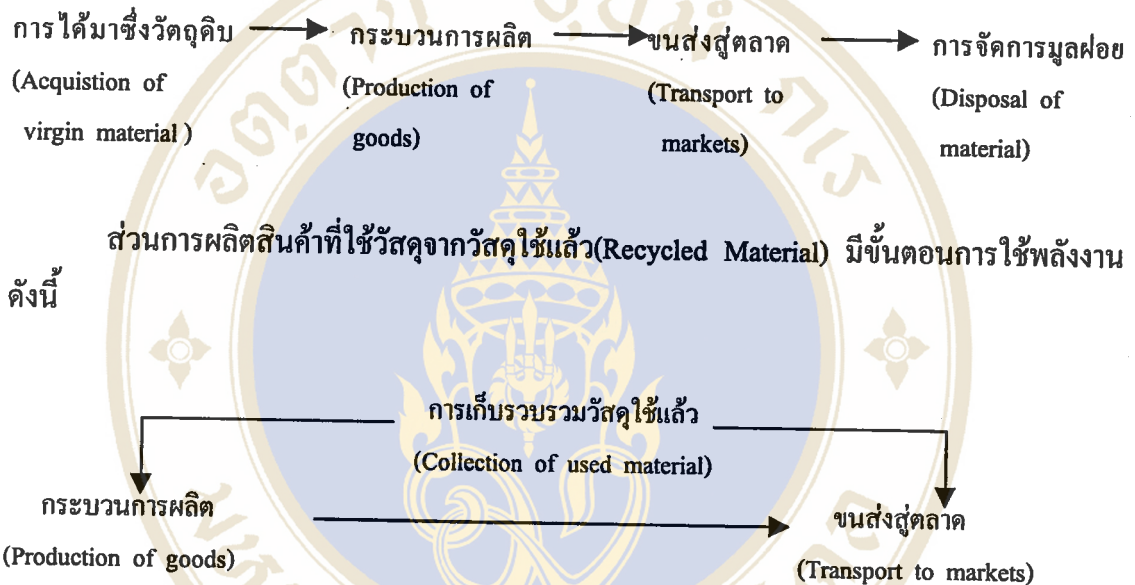 การได้มาซึ่งวัตถุดิบ กระบวนการผลิต ขนส่งสู่ตลาด การจัดการมูลฝอย
(Acquistion of (Production of (Transport to (Disposal of
virgin material ) goods) markets) material)
ส่วนการผลิตสินค้าที่ใช้วัสดุจากวัสดุใช้แล้ว(Recycled Material) มีขั้นตอนการใช้พลังงาน
ดังนี้
การเก็บรวบรวมวัสดุใช้แล้ว
(Collection of used material)
กระบวนการผลิต ขนส่งสู่ตลาด
(Production of goods) (Transport to markets)